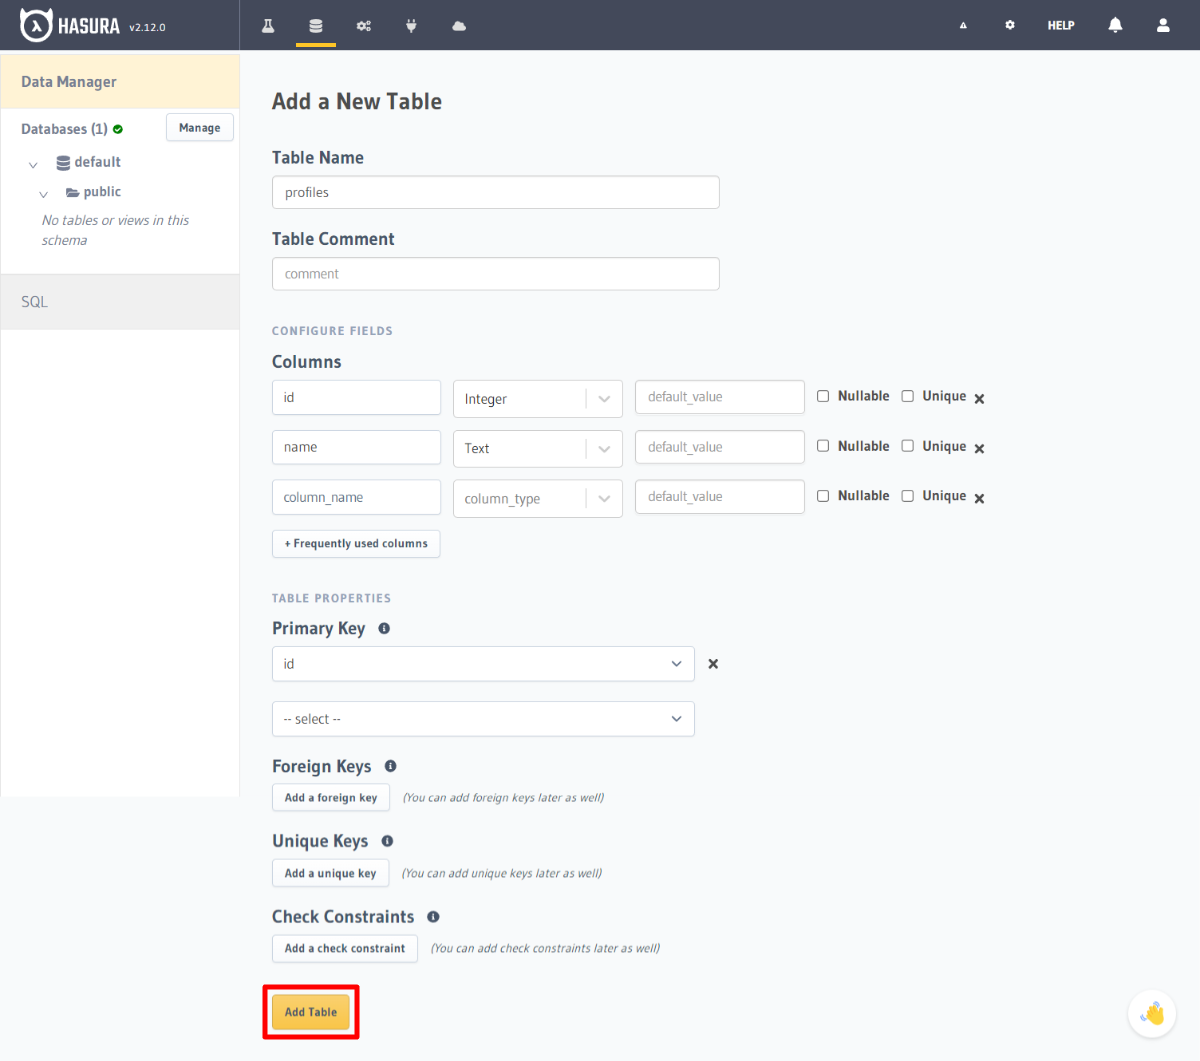 HASURA v2.12.0
HELP
Data Manager
Databases (1)
Manage
default
public
No tables or views in this
schema
SQL
Add a New Table
Table Name
profiles
Table Comment
comment
CONFIGURE FIELDS
Columns
id Integer default_value Nullable Unique
name Text default_value Nullable Unique
column_name column_type default_value Nullable Unique
+ Frequently used columns
TABLE PROPERTIES
Primary Key
id
-- select --
Foreign Keys
Add a foreign key (You can add foreign keys later as well)
Unique Keys
Add a unique key (You can add unique keys later as well)
Check Constraints
Add a check constraint (You can add check constraints later as well)
Add Table